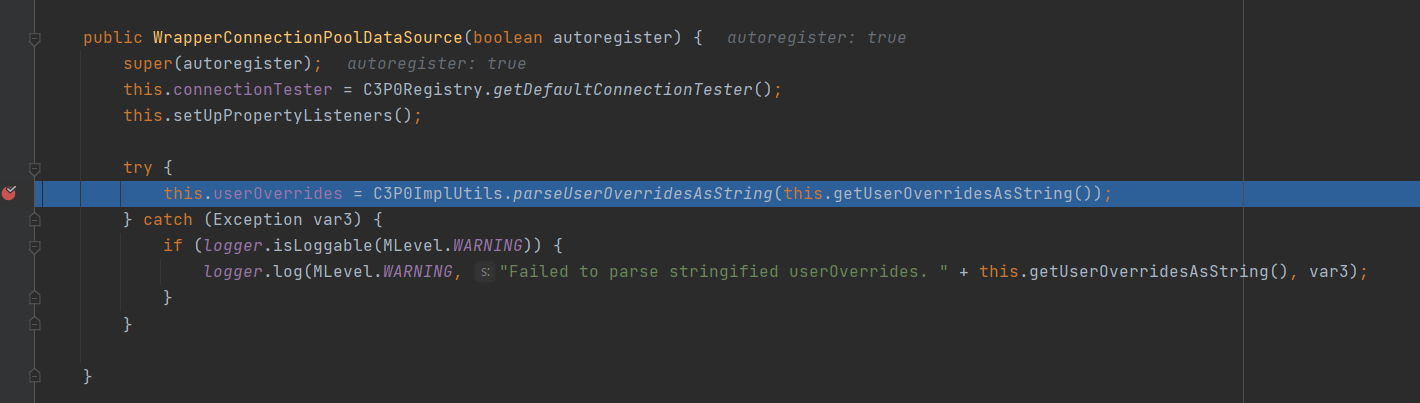 public WrapperConnectionPoolDataSource(boolean autoregister) {  autoregister: true
super(autoregister);  autoregister: true
this.connectionTester = C3P0Registry.getDefaultConnectionTester();
this.setUpPropertyListeners();
try {
this.userOverrides = C3P0ImplUtils.parseUserOverridesAsString(this.getUserOverridesAsString());
} catch (Exception var3) {
if (logger.isLoggable(MLevel.WARNING)) {
logger.log(MLevel.WARNING, s: "Failed to parse stringified userOverrides. " + this.getUserOverridesAsString(), var3);
}
}
}